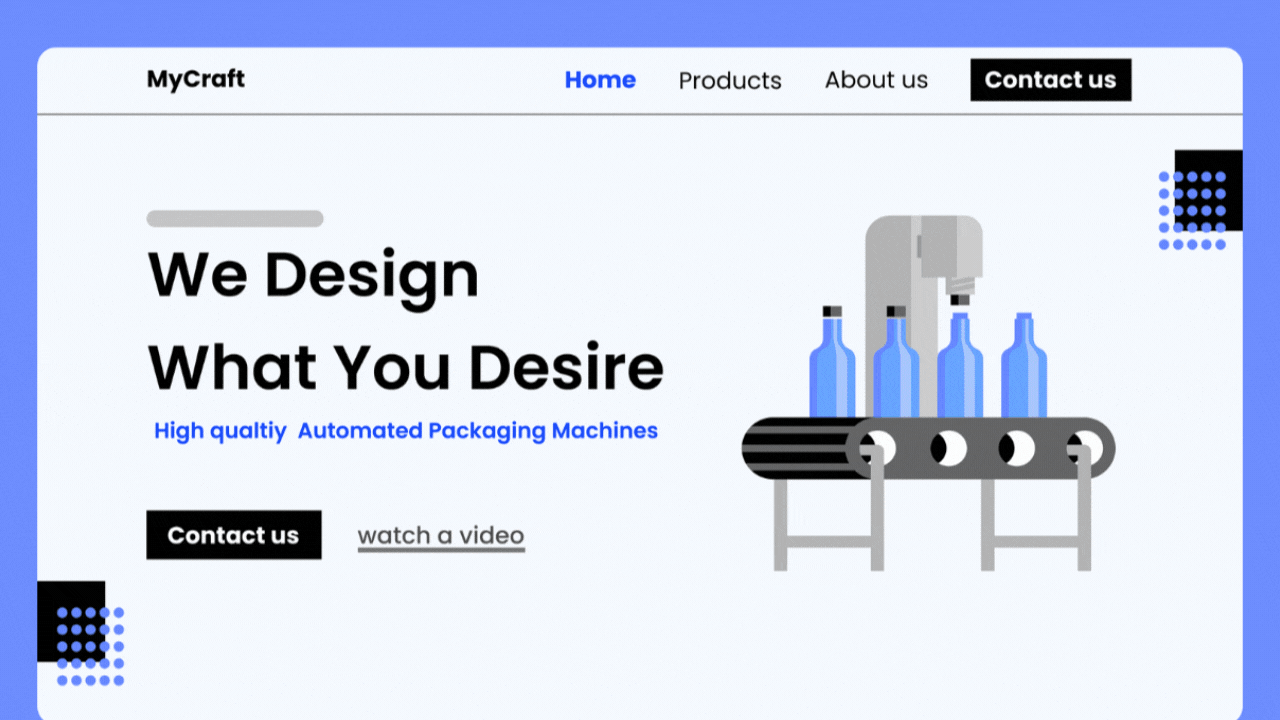 MyCraft
Home Products About us Contact us
We Design
What You Desire
High qualtiy Automated Packaging Machines
Contact us watch a video